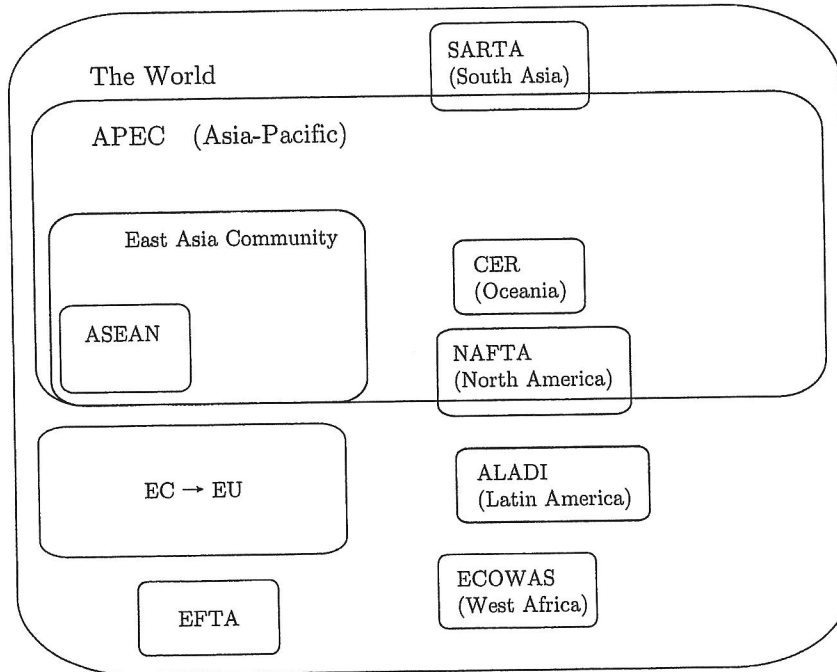 SARTA
(South Asia)
The World
APEC (Asia-Pacific)
East Asia Community
CER
(Oceania)
ASEAN
NAFTA
(North America)
EC → EU
ALADI
(Latin America)
ECOWAS
(West Africa)
EFTA